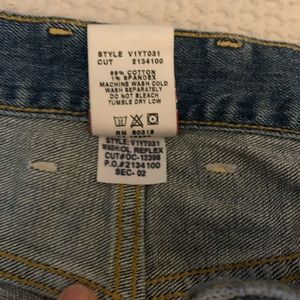 STYLE V1YT031
CUT 2134100
99% COTTON
1% SPANDEX
MACHINE WASH COLD
WASH SEPARATELY
DO NOT BLEACH
TUMBLE DRY LOW
RN 80318
STYLE: V1YT031
WASH:OL REFLEX
CUT#OC-12398
P.O.#2134100
SEC- 02